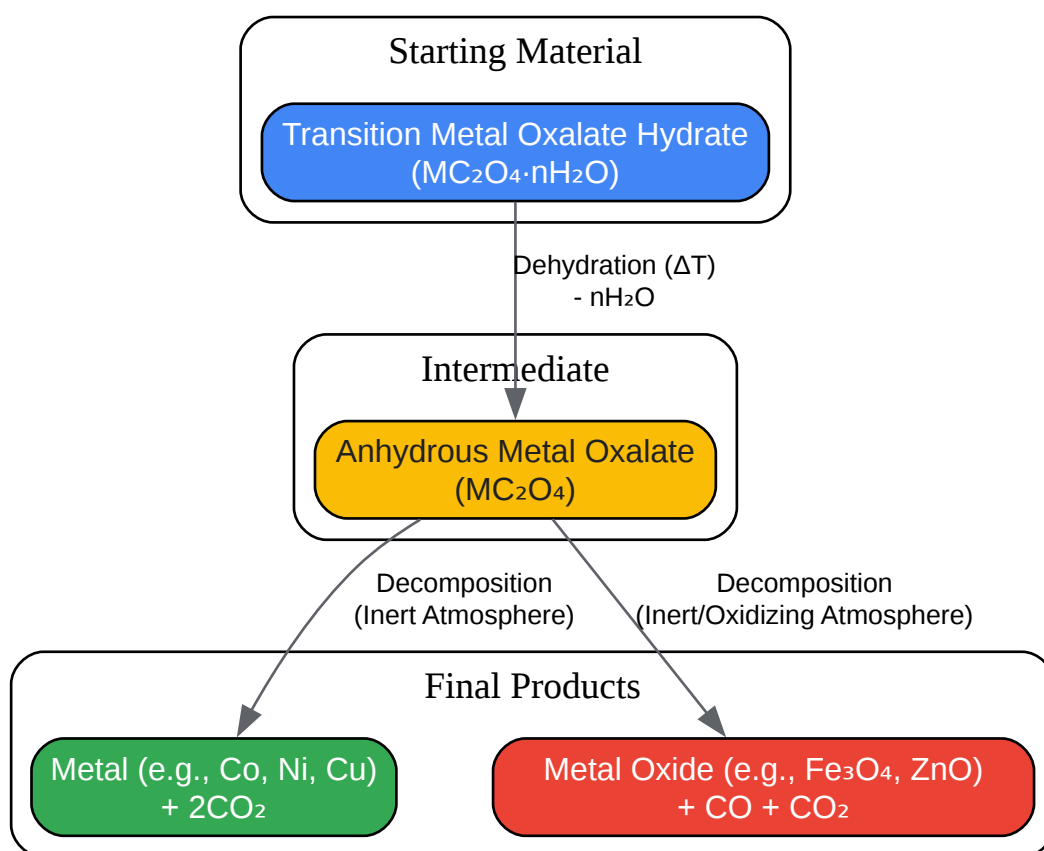 Starting Material
Transition Metal Oxalate Hydrate
(MC₂O₄·nH₂O)
Dehydration (ΔT)
- nH₂O
Intermediate
Anhydrous Metal Oxalate
(MC₂O₄)
Decomposition
(Inert Atmosphere)
Decomposition
(Inert/Oxidizing Atmosphere)
Final Products
Metal (e.g., Co, Ni, Cu)
+ 2CO₂
Metal Oxide (e.g., Fe₃O₄, ZnO)
+ CO + CO₂